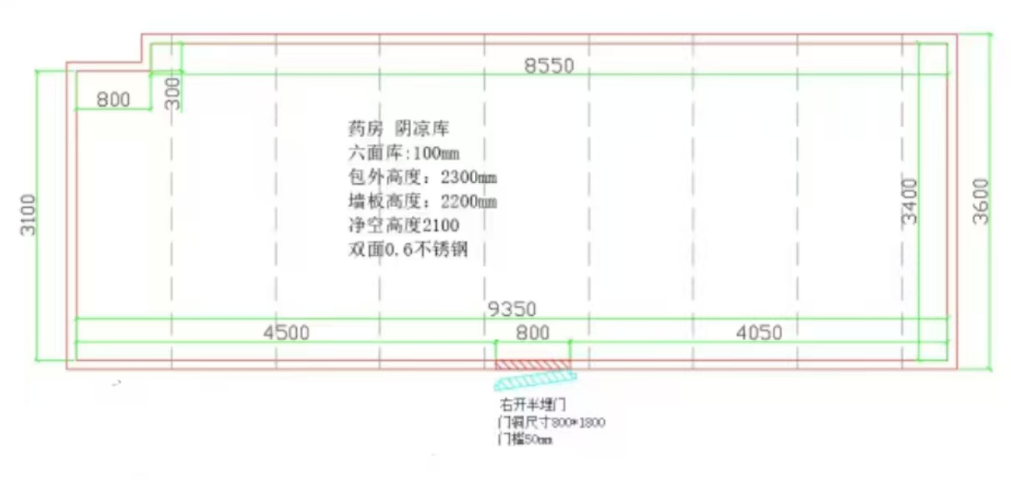 8550
800
300
药房 阴凉库
六面库:100mm
包外高度：2300mm
墙板高度：2200mm
净空高度2100
双面0.6不锈钢
3100
3400
3600
9350
4500
800
4050
右开半埋门
门洞尺寸800*1800
门槛50mm